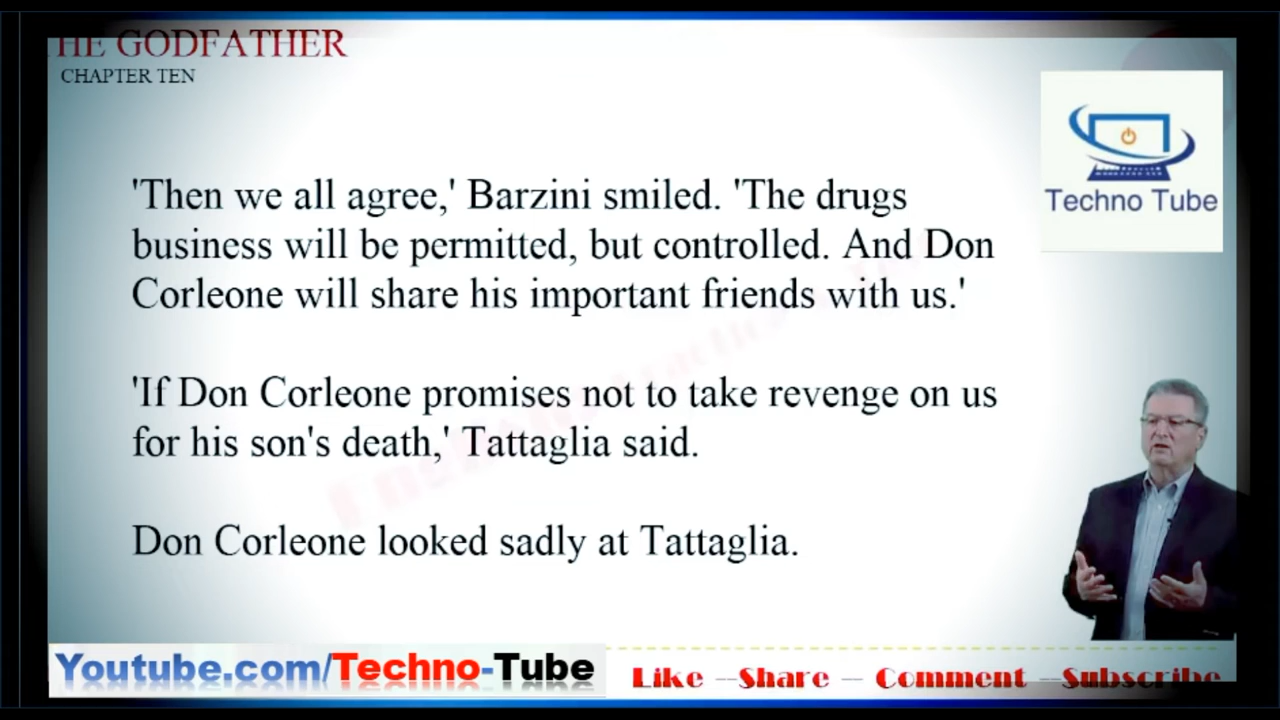 THE GODFATHER
CHAPTER TEN
Techno Tube
'Then we all agree,' Barzini smiled. 'The drugs
business will be permitted, but controlled. And Don
Corleone will share his important friends with us.'
'If Don Corleone promises not to take revenge on us
for his son's death,' Tattaglia said.
Don Corleone looked sadly at Tattaglia.
Youtube.com/Techno-Tube
Like --Share -- Comment --Subscribe